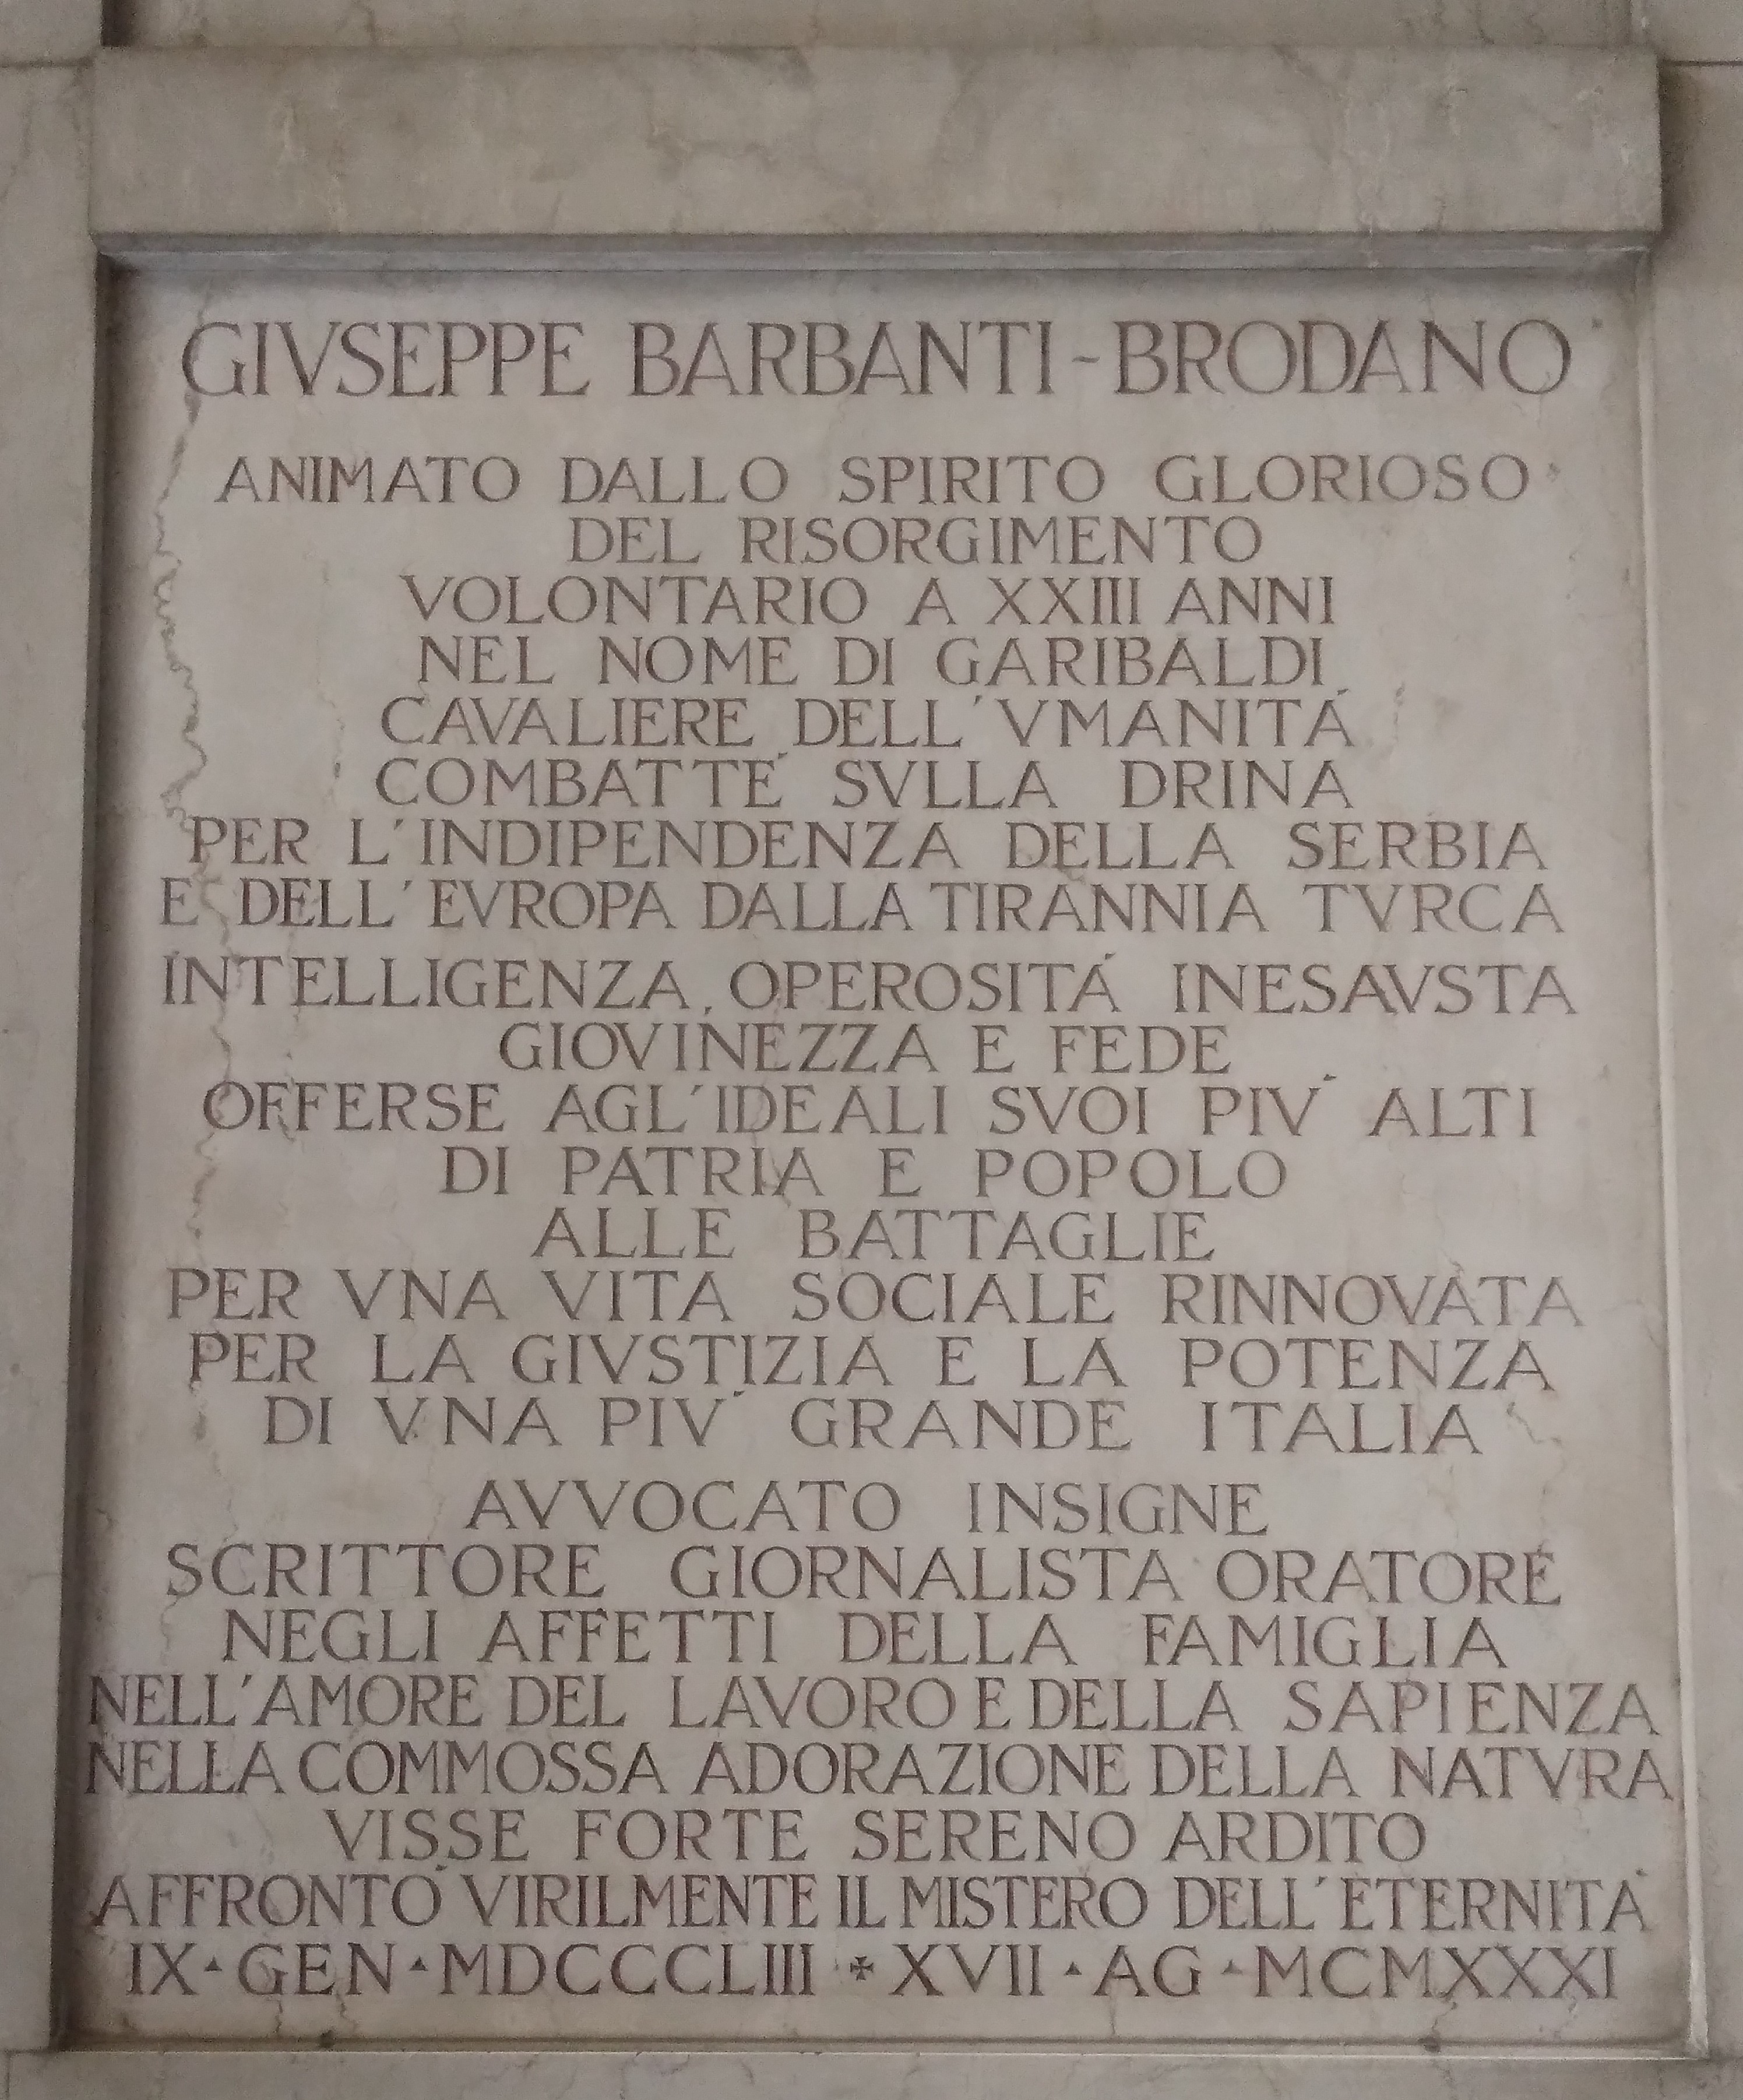 GIVSEPPE BARBANTI-BRODANO
ANIMATO DALLO SPIRITO GLORIOSO
DEL RISORGIMENTO
VOLONTARIO A XXIII ANNI
NEL NOME DI GARIBALDI
CAVALIERE DELL'VMANITÁ
COMBATTE´ SVLLA DRINA
PER L'INDIPENDENZA DELLA SERBIA
E DELL'EVROPA DALLA TIRANNIA TVRCA
INTELLIGENZA, OPEROSITÁ INESAVSTA
GIOVINEZZA E FEDE
OFFERSE AGL'IDEALI SVOI PIV´ ALTI
DI PATRIA E POPOLO
ALLE BATTAGLIE
PER VNA VITA SOCIALE RINNOVATA
PER LA GIVSTIZIA E LA POTENZA
DI VNA PIV´ GRANDE ITALIA
AVVOCATO INSIGNE
SCRITTORE GIORNALISTA ORATORE
NEGLI AFFETTI DELLA FAMIGLIA
NELL'AMORE DEL LAVORO E DELLA SAPIENZA
NELLA COMMOSSA ADORAZIONE DELLA NATVRA
VISSE FORTE SERENO ARDITO
AFFRONTO´ VIRILMENTE IL MISTERO DELL'ETERNITÁ
IX · GEN · MDCCCLIII ✠ XVII · AG · MCMXXXI